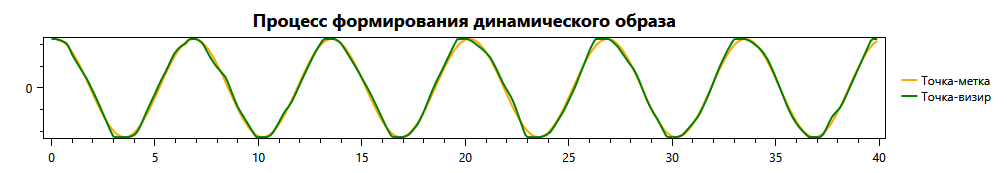 Процесс формирования динамического образа
0
Точка-метка
Точка-визир
0 5 10 15 20 25 30 35 40